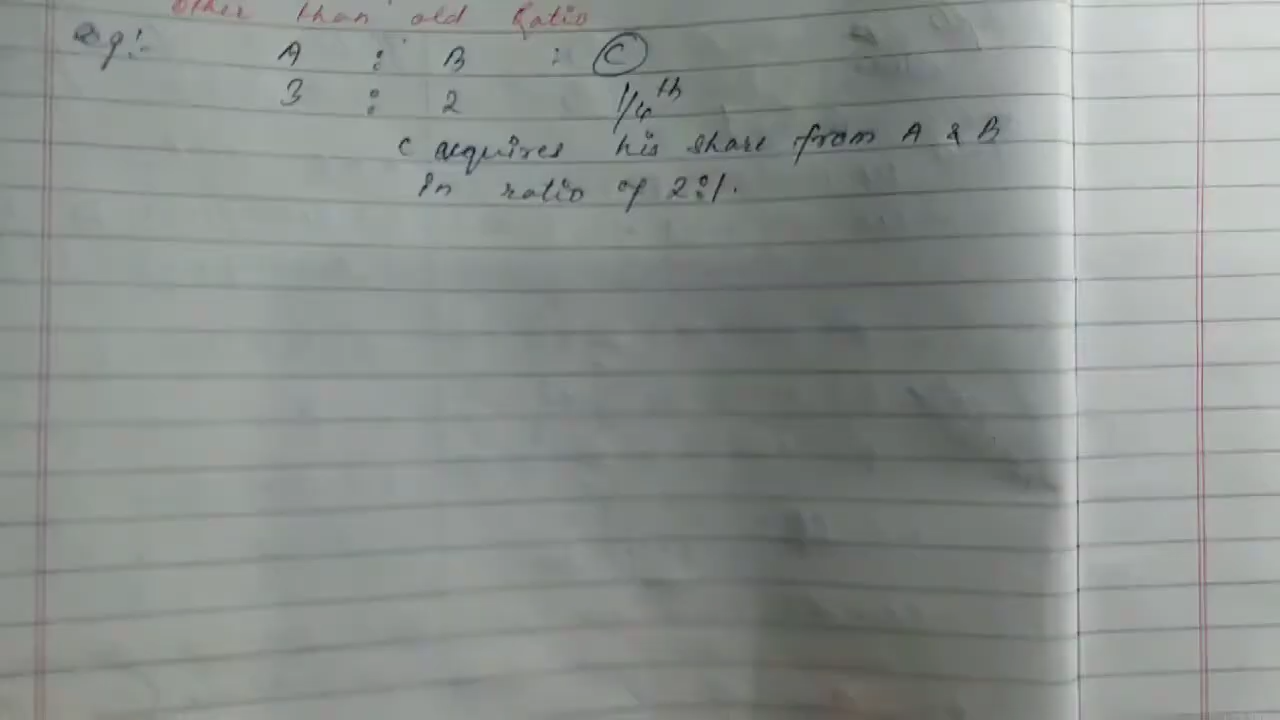 other than old Ratio
Eg:-
A : B : C
3 : 2 1/4th
C acquires his share from A & B
In ratio of 2:1.